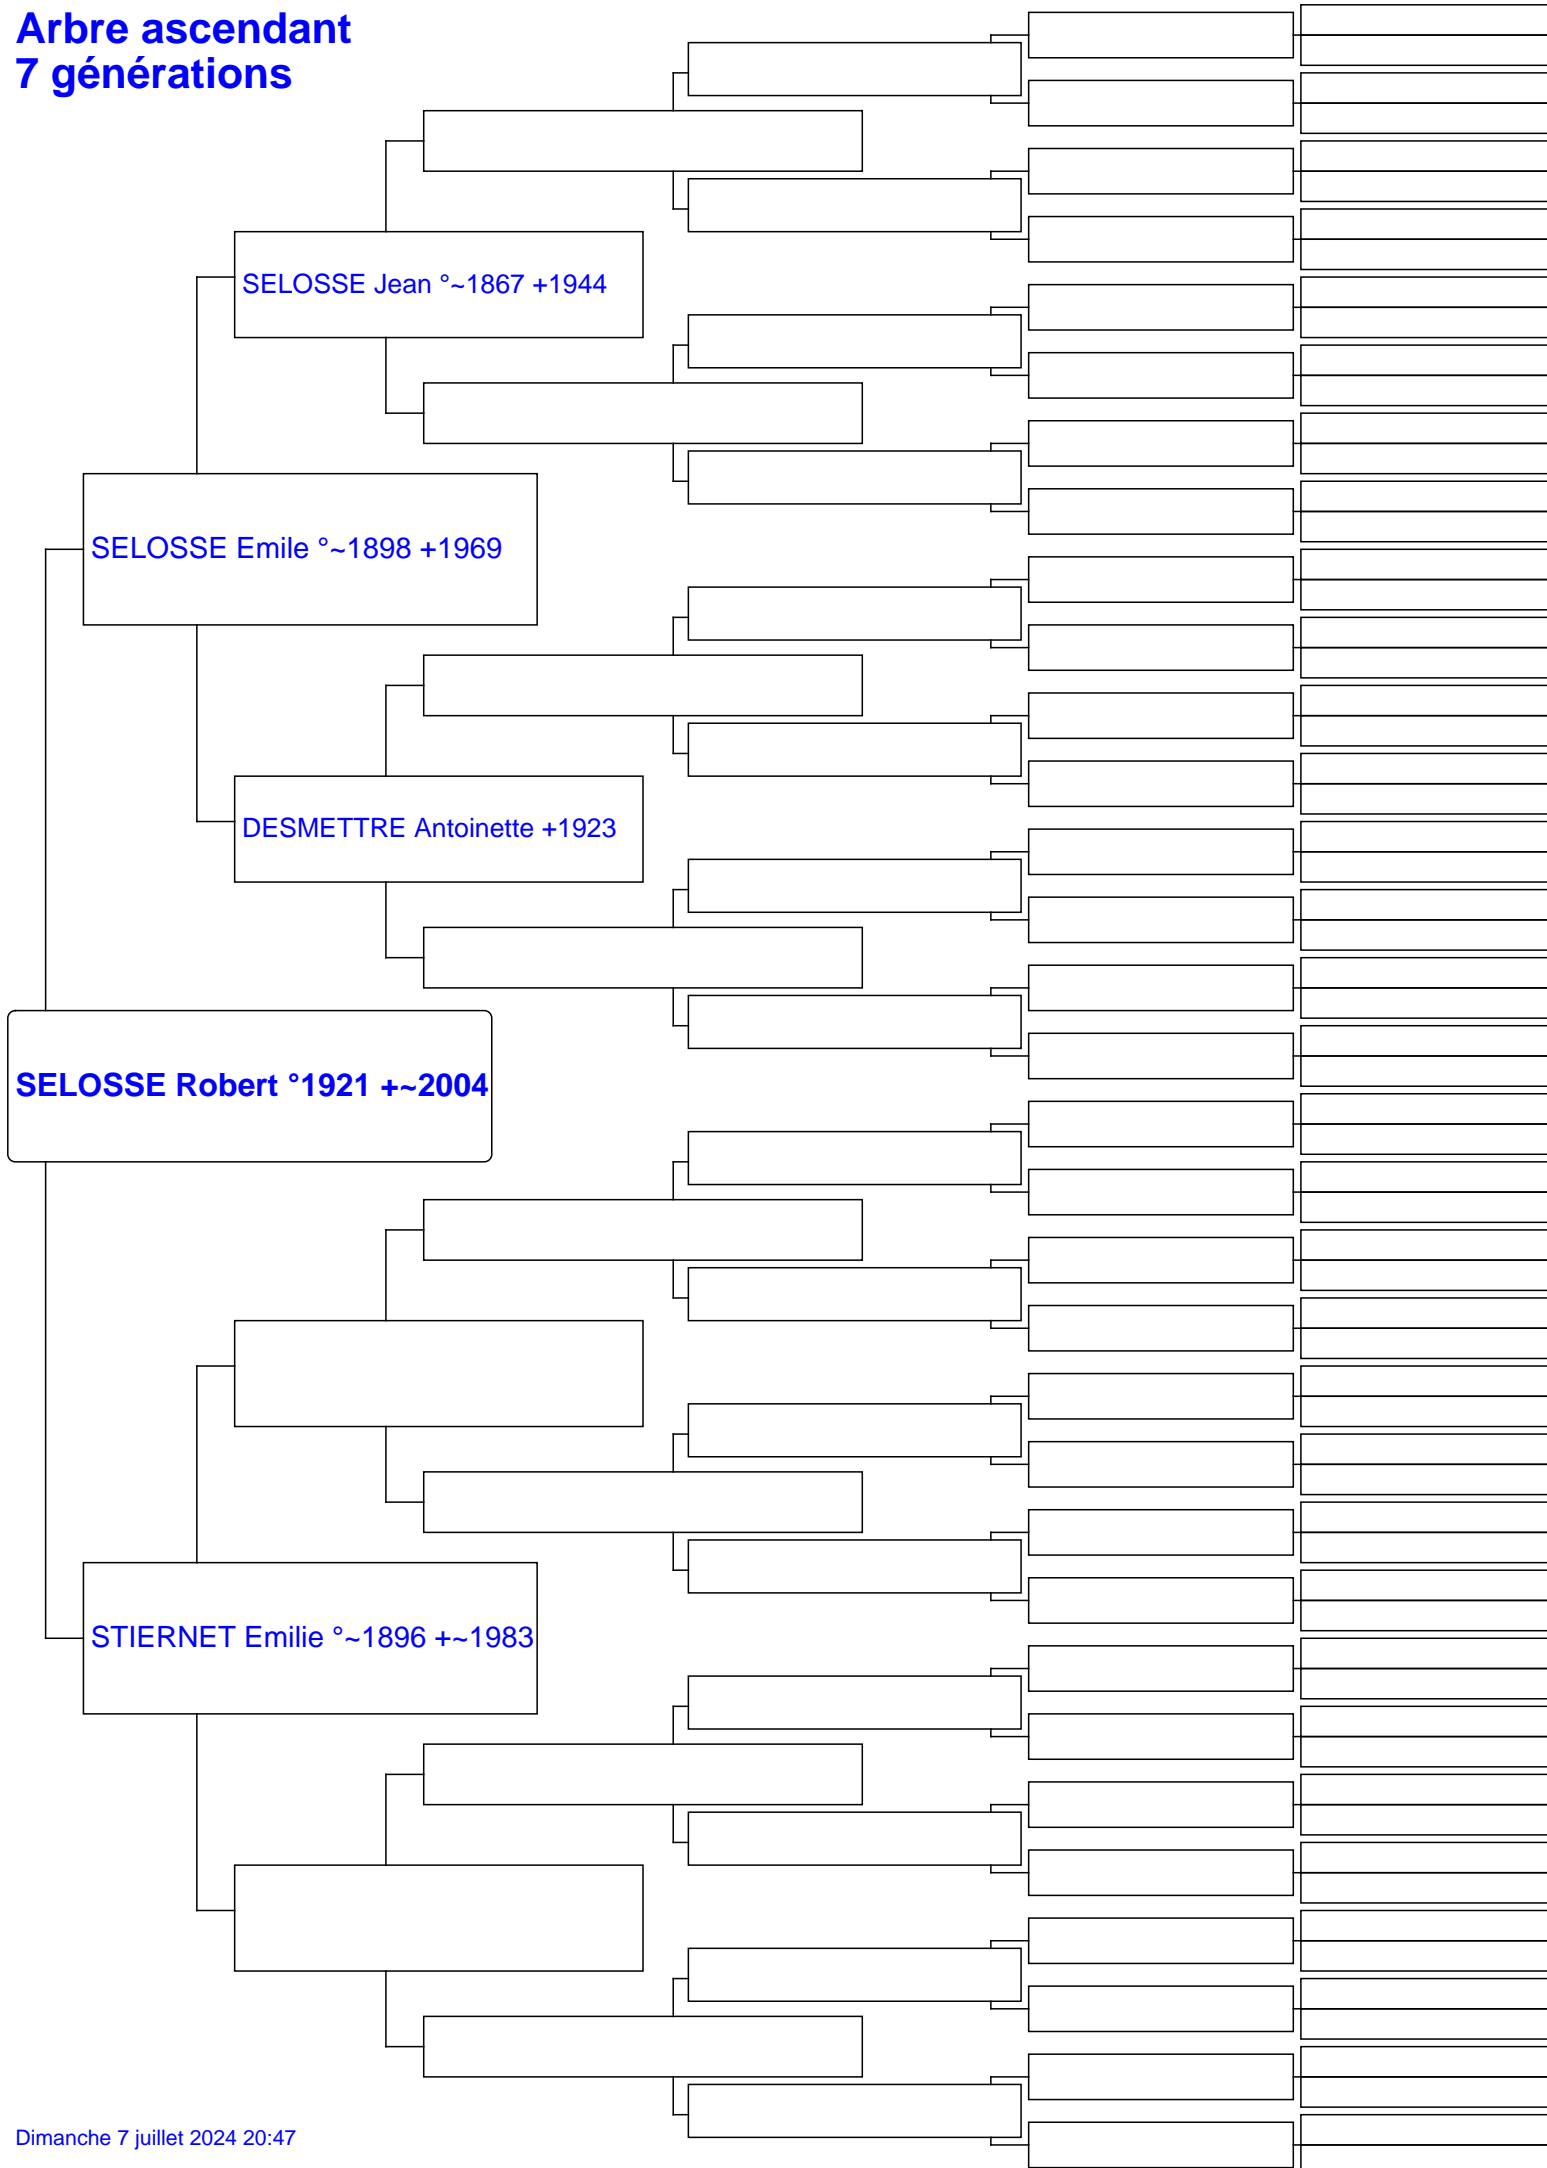 Arbre ascendant
7 générations
SELOSSE Jean °~1867 +1944
SELOSSE Emile °~1898 +1969
DESMETTRE Antoinette +1923
SELOSSE Robert °1921 +~2004
STIERNET Emilie °~1896 +~1983
Dimanche 7 juillet 2024 20:47